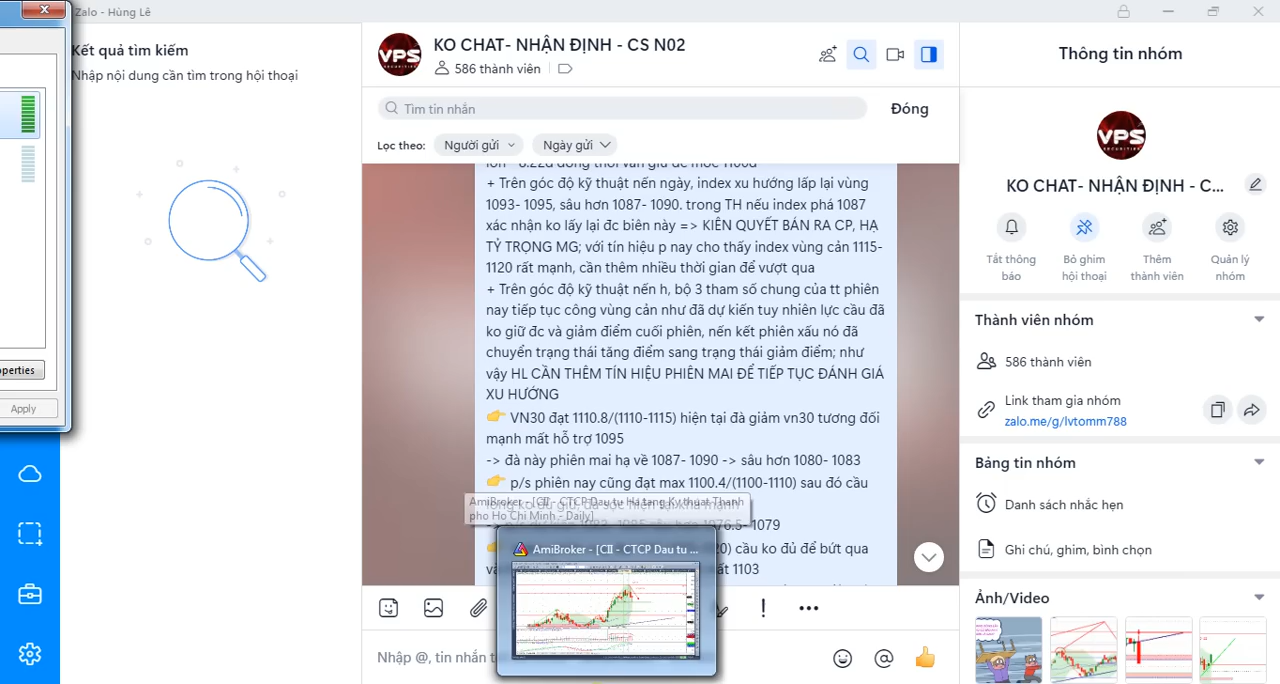 Zalo - Hùng Lê
Kết quả tìm kiếm
Nhập nội dung cần tìm trong hội thoại
operties
Apply
VPS
SECURITIES
KO CHAT- NHẬN ĐỊNH - CS N02
586 thành viên
Tìm tin nhắn
Đóng
Lọc theo:
Người gửi
Ngày gửi
+ Trên góc độ kỹ thuật nến ngày, index xu hướng lấp lại vùng
1093- 1095, sâu hơn 1087- 1090. trong TH nếu index phá 1087
xác nhận ko lấy lại đc biên này => KIÊN QUYẾT BÁN RA CP, HẠ
TỶ TRỌNG MG; với tín hiệu p nay cho thấy index vùng cản 1115-
1120 rất mạnh, cần thêm nhiều thời gian để vượt qua
+ Trên góc độ kỹ thuật nến h, bộ 3 tham số chung của tt phiên
nay tiếp tục công vùng cản như đã dự kiến tuy nhiên lực cầu đã
ko giữ đc và giảm điểm cuối phiên, nến kết phiên xấu nó đã
chuyển trạng thái tăng điểm sang trạng thái giảm điểm; như
vậy HL CẦN THÊM TÍN HIỆU PHIÊN MAI ĐỂ TIẾP TỤC ĐÁNH GIÁ
XU HƯỚNG
👉 VN30 đạt 1110.8/(1110-1115) hiện tại đà giảm vn30 tương đối
mạnh mất hỗ trợ 1095
-> đà này phiên mai hạ về 1087- 1090 -> sâu hơn 1080- 1083
👉 p/s phiên nay cũng đạt max 1100.4/(1100-1110) sau đó cầu
AmiBroker - [CII - CTCP Dau tu Ha tang Ky thuat Thanh
pho Ho Chi Minh - Daily]
1076.5- 1079
20) cầu ko đủ để bứt qua
ất 1103
AmiBroker - [CII - CTCP Dau tu ...
Nhập @, tin nhắn t
Thông tin nhóm
VPS
SECURITIES
KO CHAT- NHẬN ĐỊNH - C...
Tắt thông
báo
Bỏ ghim
hội thoại
Thêm
thành viên
Quản lý
nhóm
Thành viên nhóm
586 thành viên
Link tham gia nhóm
zalo.me/g/lvtomm788
Bảng tin nhóm
Danh sách nhắc hẹn
Ghi chú, ghim, bình chọn
Ảnh/Video